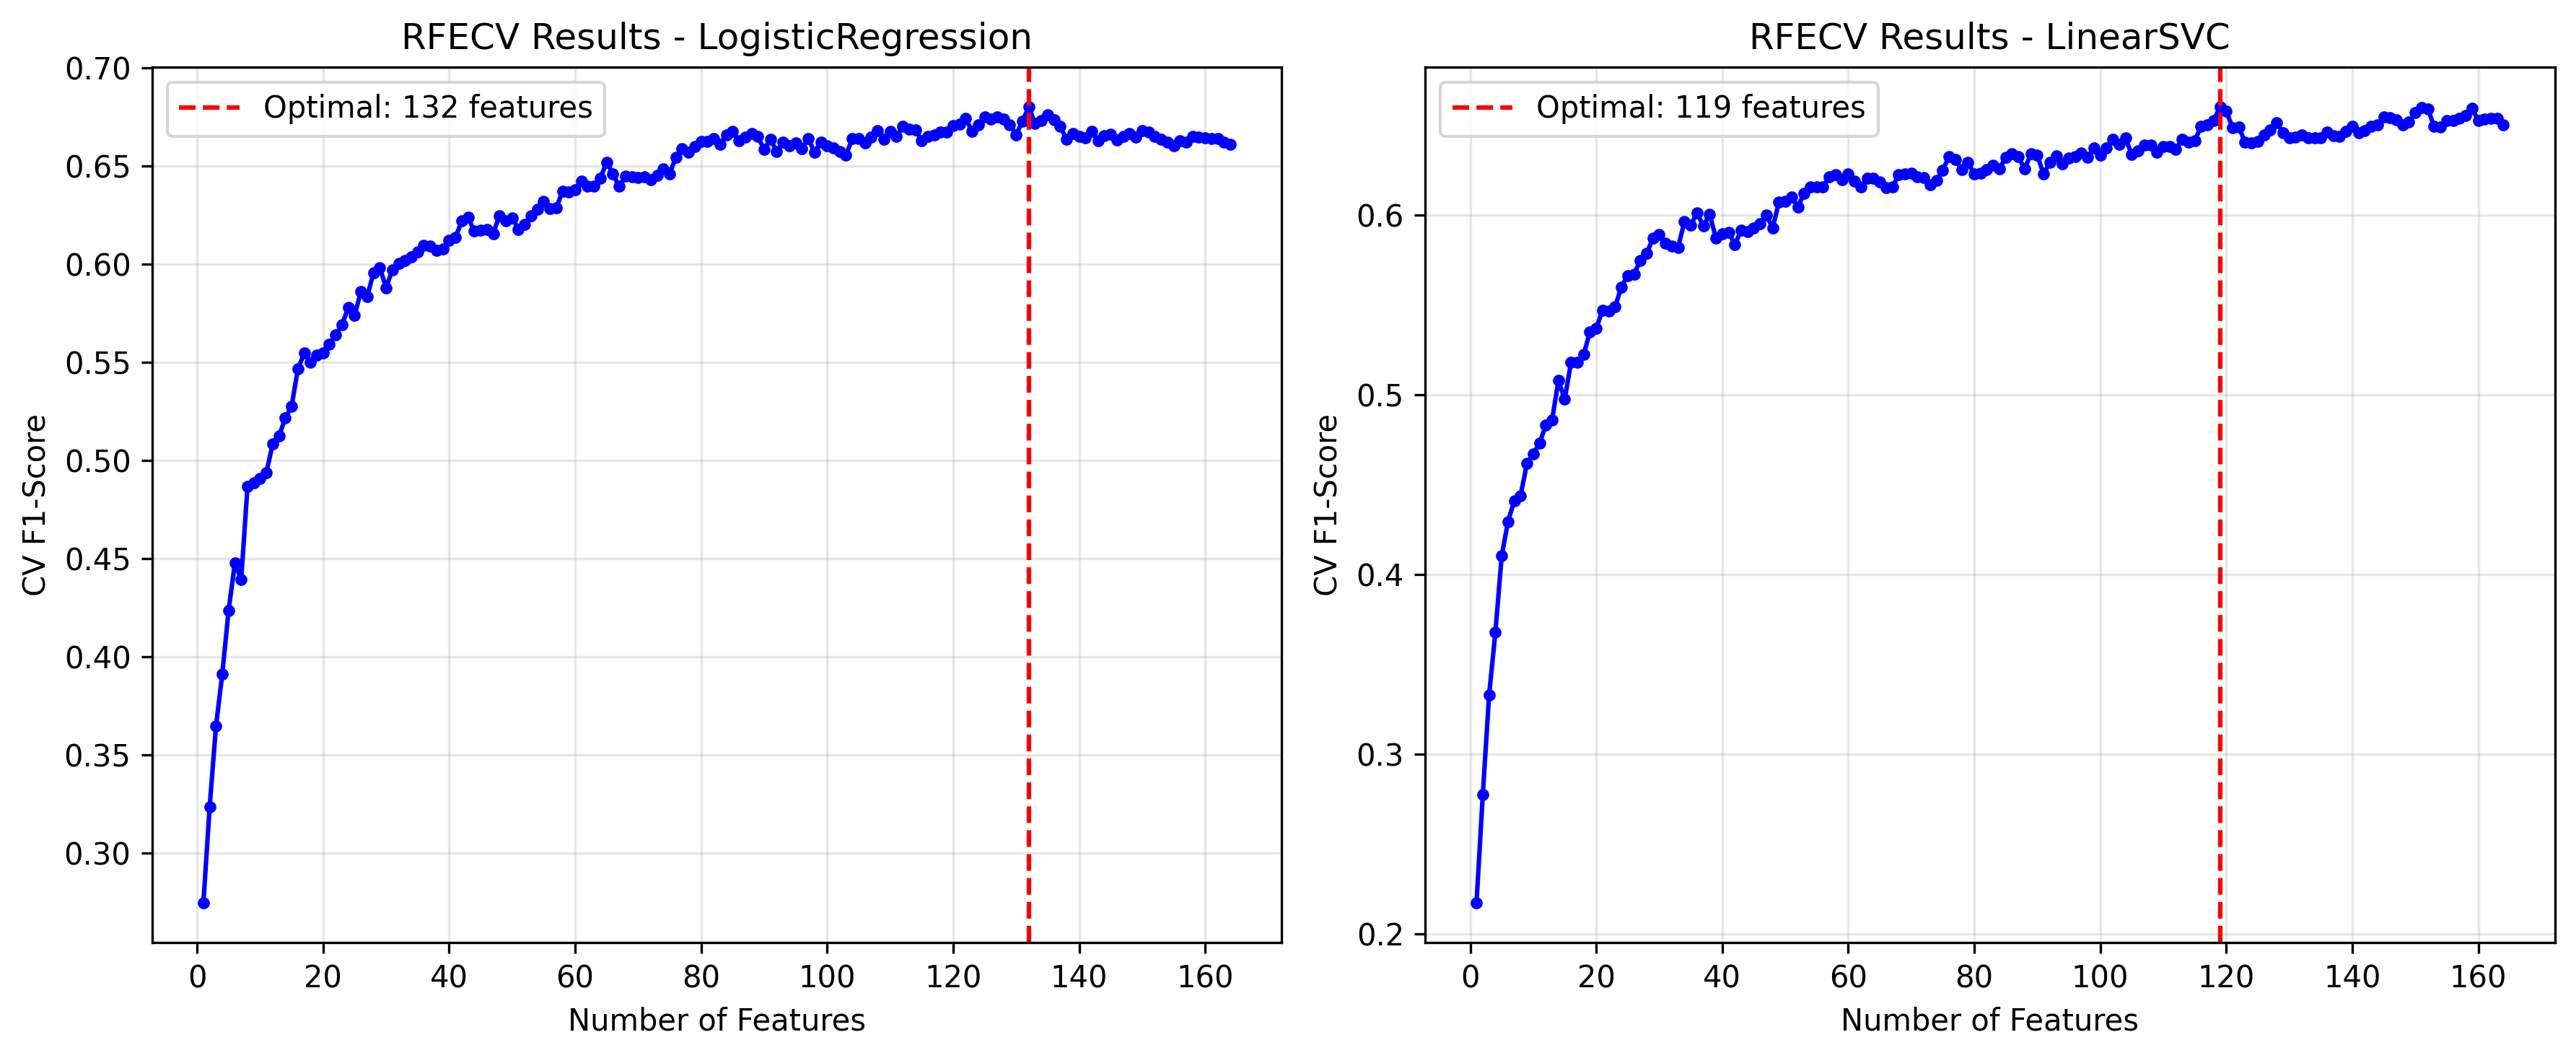 RFECV Results - LogisticRegression
Optimal: 132 features
CV F1-Score
0.70
0.65
0.60
0.55
0.50
0.45
0.40
0.35
0.30
0 20 40 60 80 100 120 140 160
Number of Features
RFECV Results - LinearSVC
Optimal: 119 features
CV F1-Score
0.6
0.5
0.4
0.3
0.2
0 20 40 60 80 100 120 140 160
Number of Features